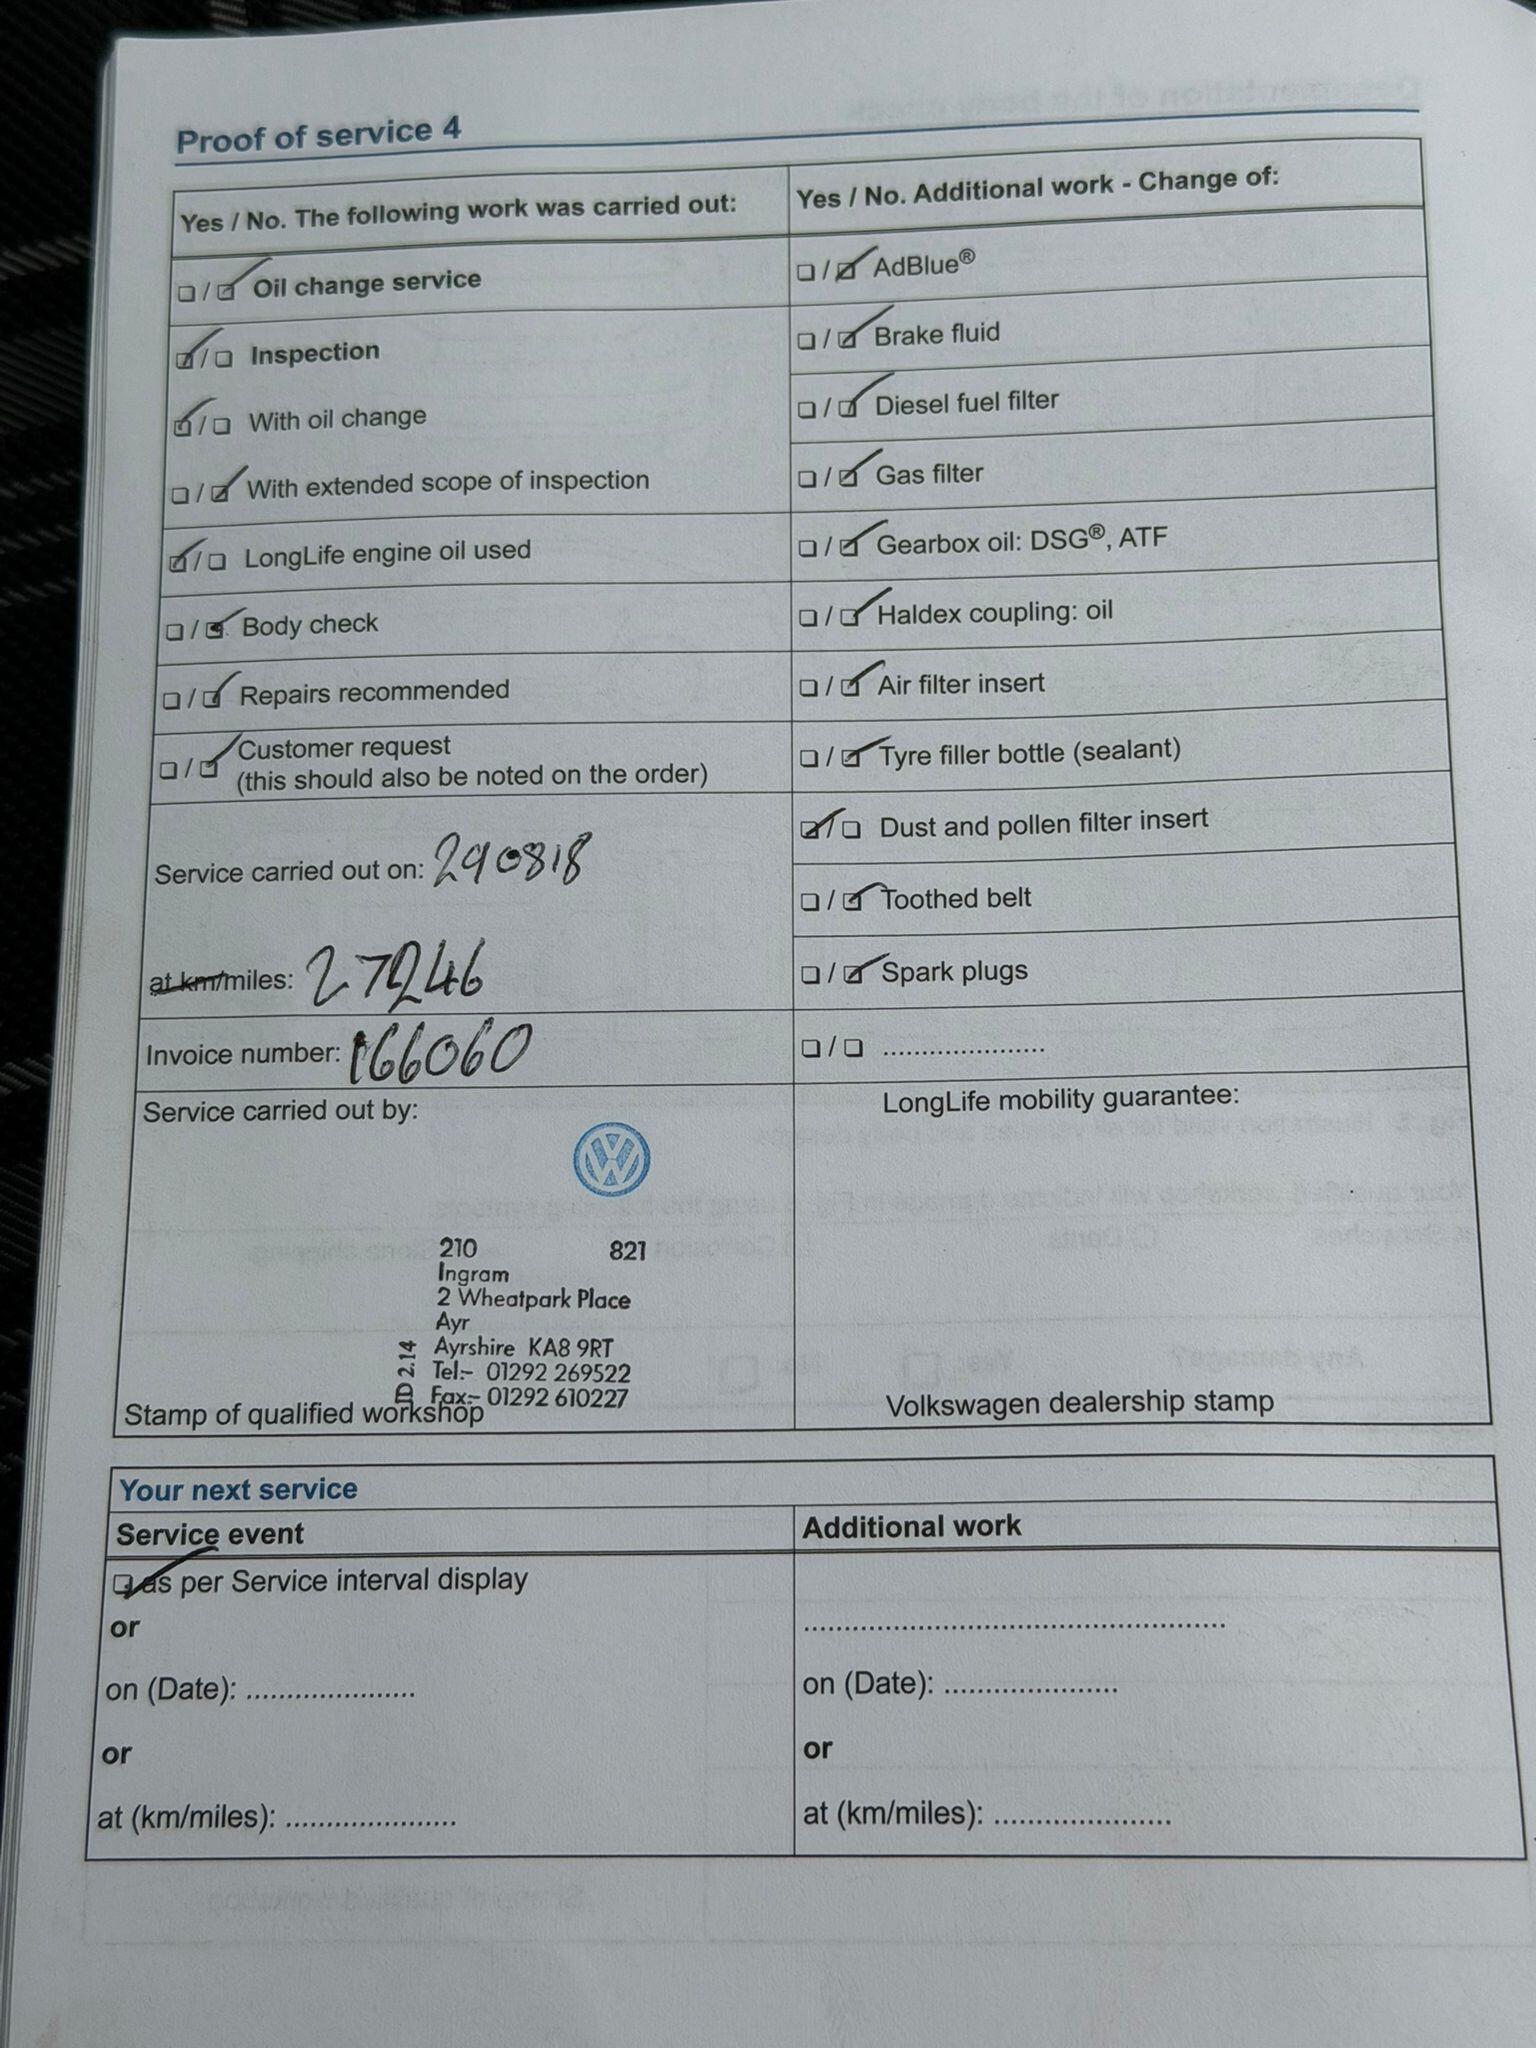 Proof of service 4
Yes / No. The following work was carried out:
☐ / ☑ Oil change service
☑ / ☐ Inspection
☑ / ☐ With oil change
☐ / ☑ With extended scope of inspection
☑ / ☐ LongLife engine oil used
☐ / ☑ Body check
☐ / ☑ Repairs recommended
☐ / ☑ Customer request
(this should also be noted on the order)
Service carried out on: 290818
at km/miles: 27246
Invoice number: 166060
Service carried out by:
210 821
Ingram
2 Wheatpark Place
Ayr
Ayrshire KA8 9RT
Tel:- 01292 269522
Fax:- 01292 610227
ID 2.14
Stamp of qualified workshop
Yes / No. Additional work - Change of:
☐ / ☑ AdBlue®
☐ / ☑ Brake fluid
☐ / ☑ Diesel fuel filter
☐ / ☑ Gas filter
☐ / ☑ Gearbox oil: DSG®, ATF
☐ / ☑ Haldex coupling: oil
☐ / ☑ Air filter insert
☐ / ☑ Tyre filler bottle (sealant)
☑ / ☐ Dust and pollen filter insert
☐ / ☑ Toothed belt
☐ / ☑ Spark plugs
☐ / ☐ .....................
LongLife mobility guarantee:
Volkswagen dealership stamp
Your next service
Service event
☑ as per Service interval display
or
on (Date): .....................
or
at (km/miles): .....................
Additional work
....................................................
on (Date): .....................
or
at (km/miles): .....................